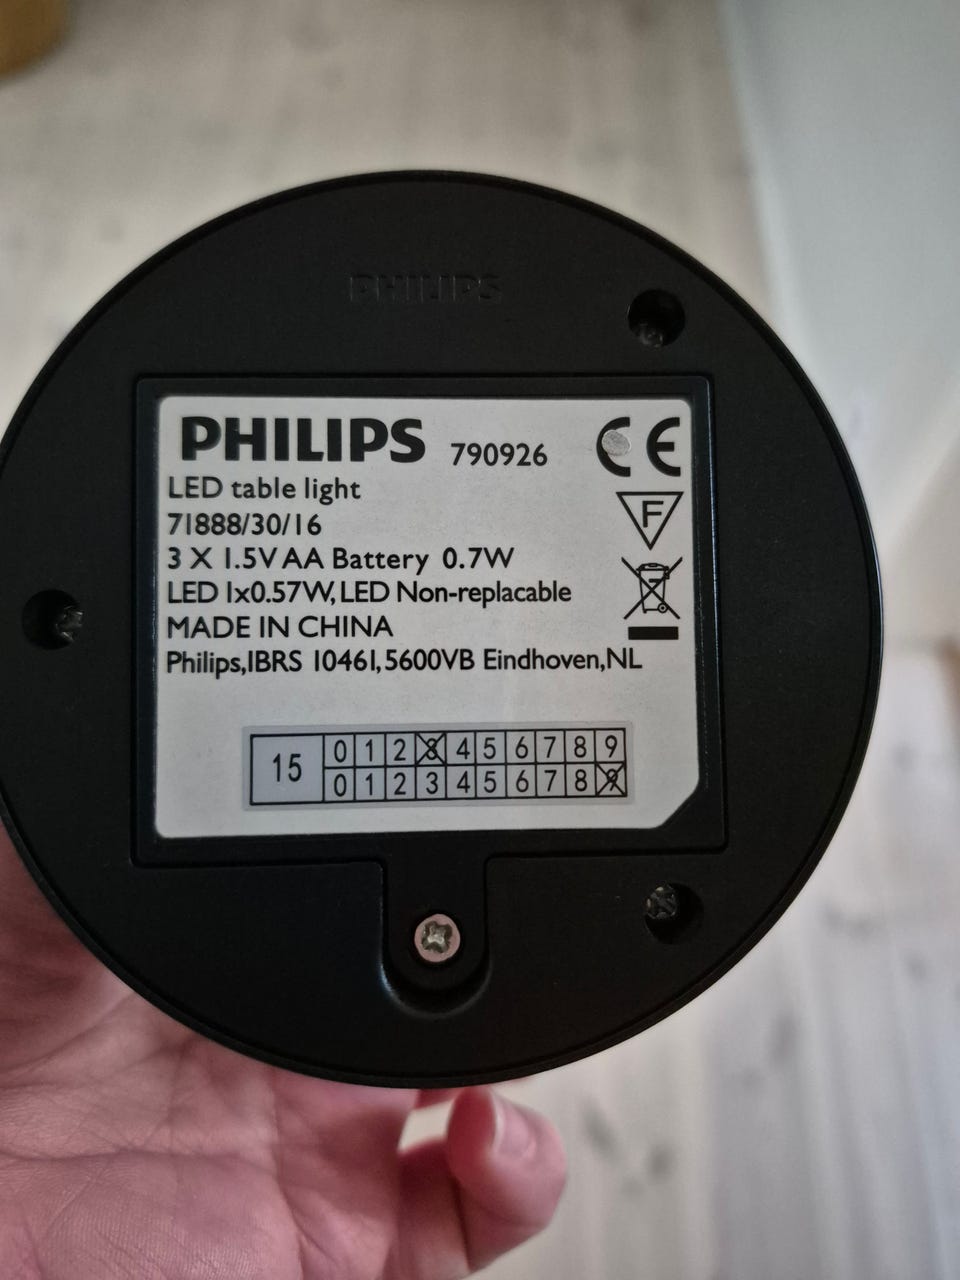 PHILIPS
PHILIPS 790926 CE
LED table light
71888/30/16
F
3 X 1.5V AA Battery 0.7W
LED 1x0.57W, LED Non-replacable
MADE IN CHINA
Philips,IBRS 10461,5600VB Eindhoven,NL
15 0 1 2 3 4 5 6 7 8 9
0 1 2 3 4 5 6 7 8 9